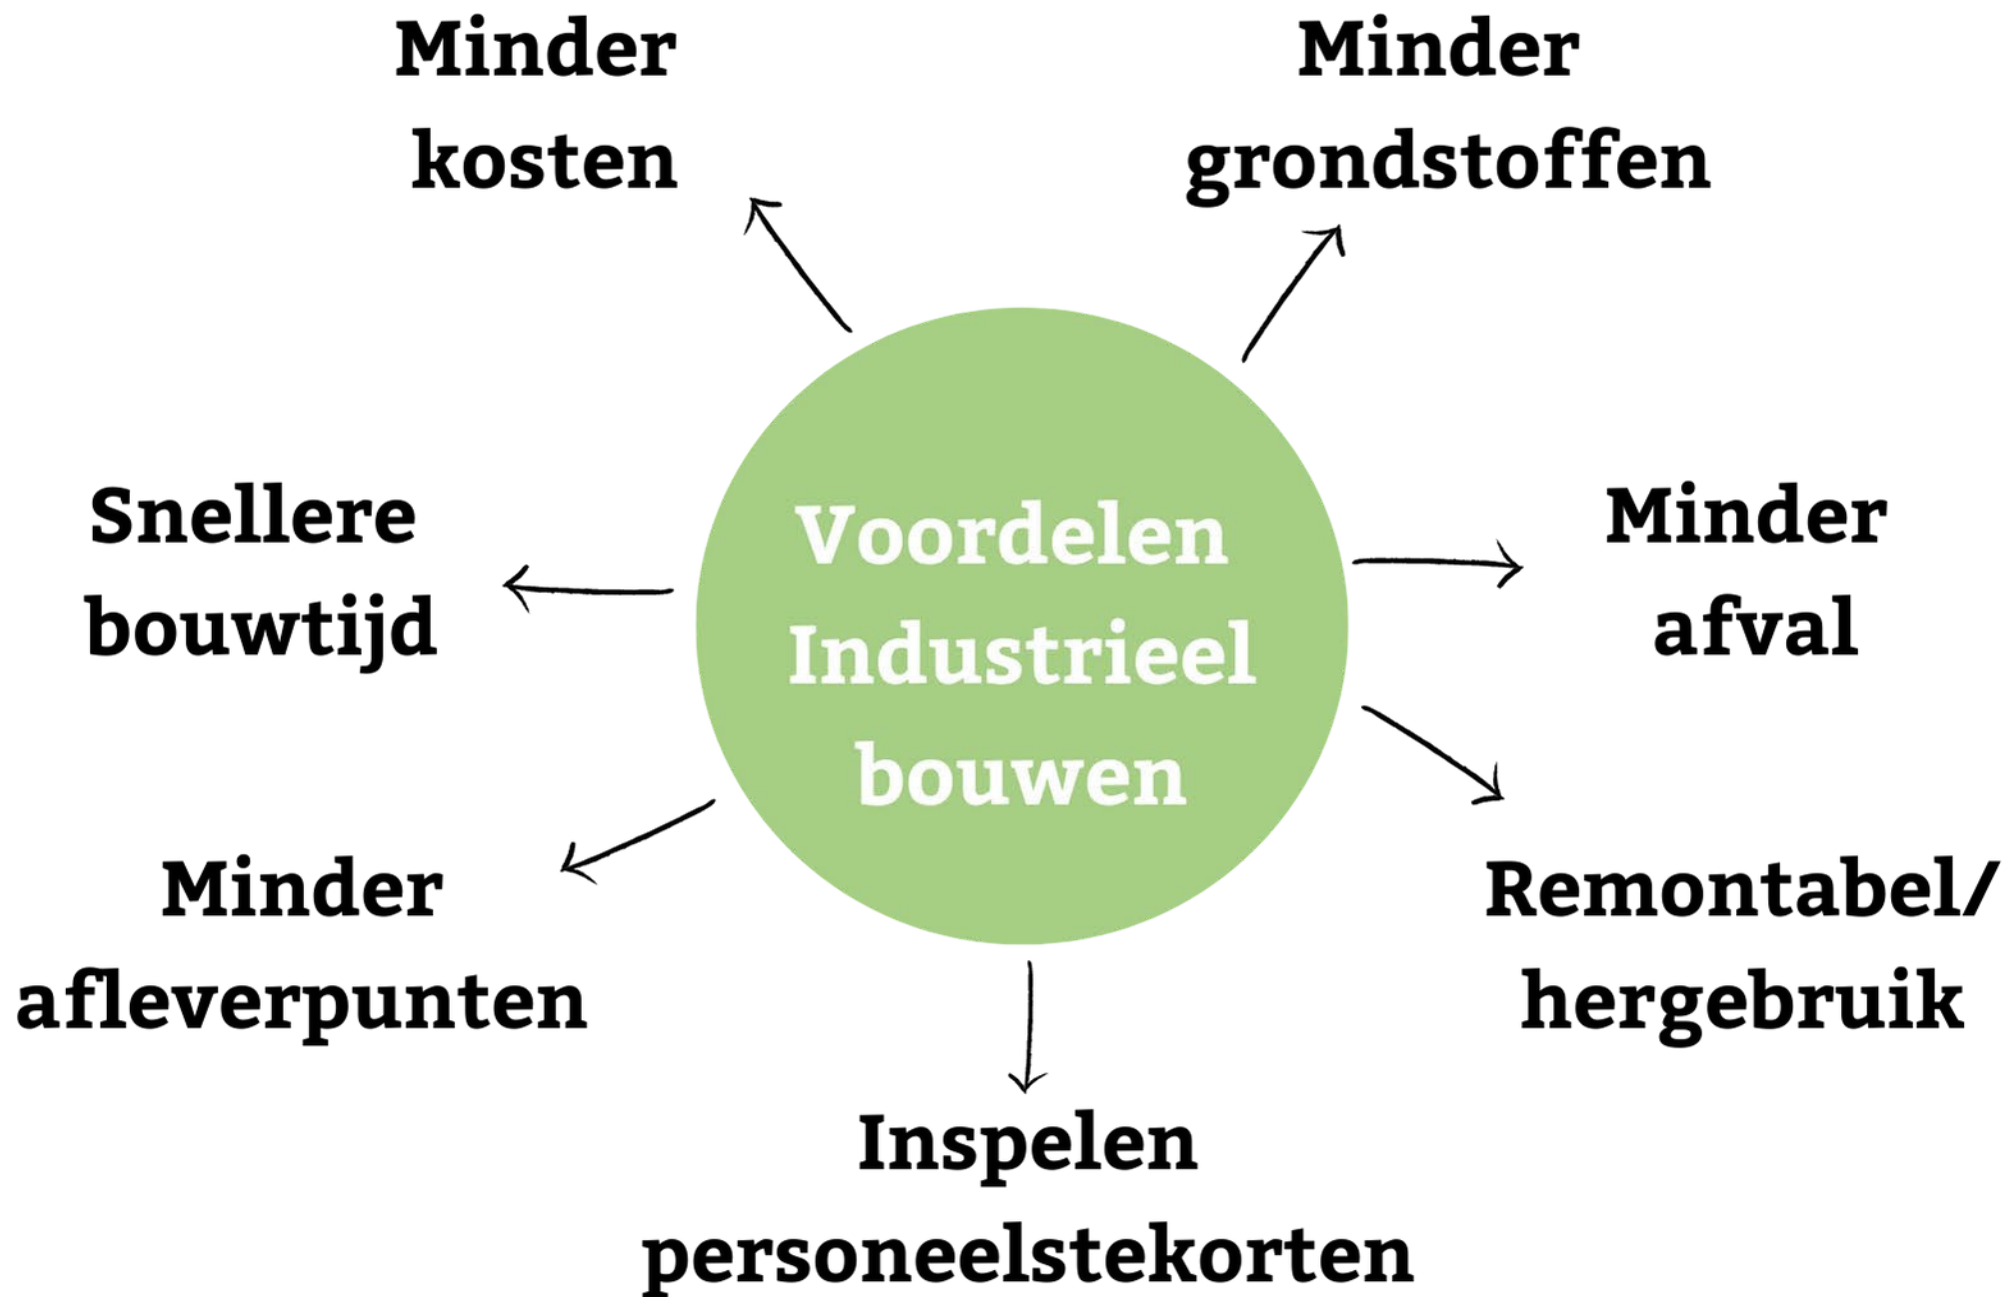 Minder
kosten
Minder
grondstoffen
Snellere
bouwtijd
Voordelen
Industrieel
bouwen
Minder
afval
Minder
afleverpunten
Remontabel/
hergebruik
Inspelen
personeelstekorten